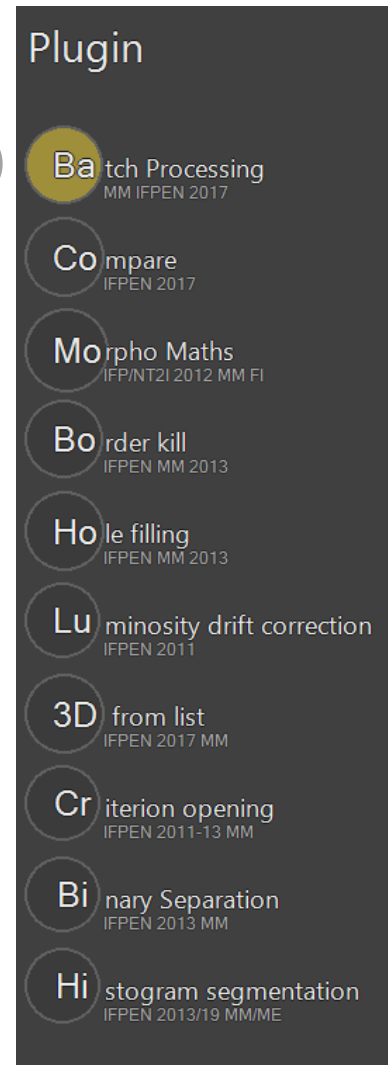 Plugin
Batch Processing
MM IFPEN 2017
Compare
IFPEN 2017
Morpho Maths
IFP/NT2I 2012 MM FI
Border kill
IFPEN MM 2013
Hole filling
IFPEN MM 2013
Luminosity drift correction
IFPEN 2011
3D from list
IFPEN 2017 MM
Criterion opening
IFPEN 2011-13 MM
Binary Separation
IFPEN 2013 MM
Histogram segmentation
IFPEN 2013/19 MM/ME